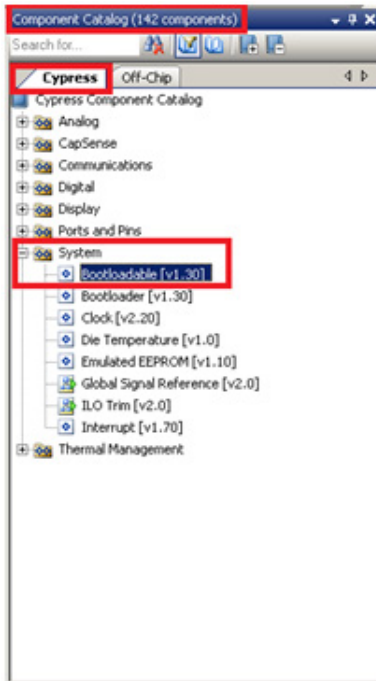 Component Catalog (142 components)
Search for...
Cypress Off-Chip
Cypress Component Catalog
Analog
CapSense
Communications
Digital
Display
Ports and Pins
System
Bootloadable [v1.30]
Bootloader [v1.30]
Clock [v2.20]
Die Temperature [v1.0]
Emulated EEPROM [v1.10]
Global Signal Reference [v2.0]
ILO Trim [v2.0]
Interrupt [v1.70]
Thermal Management